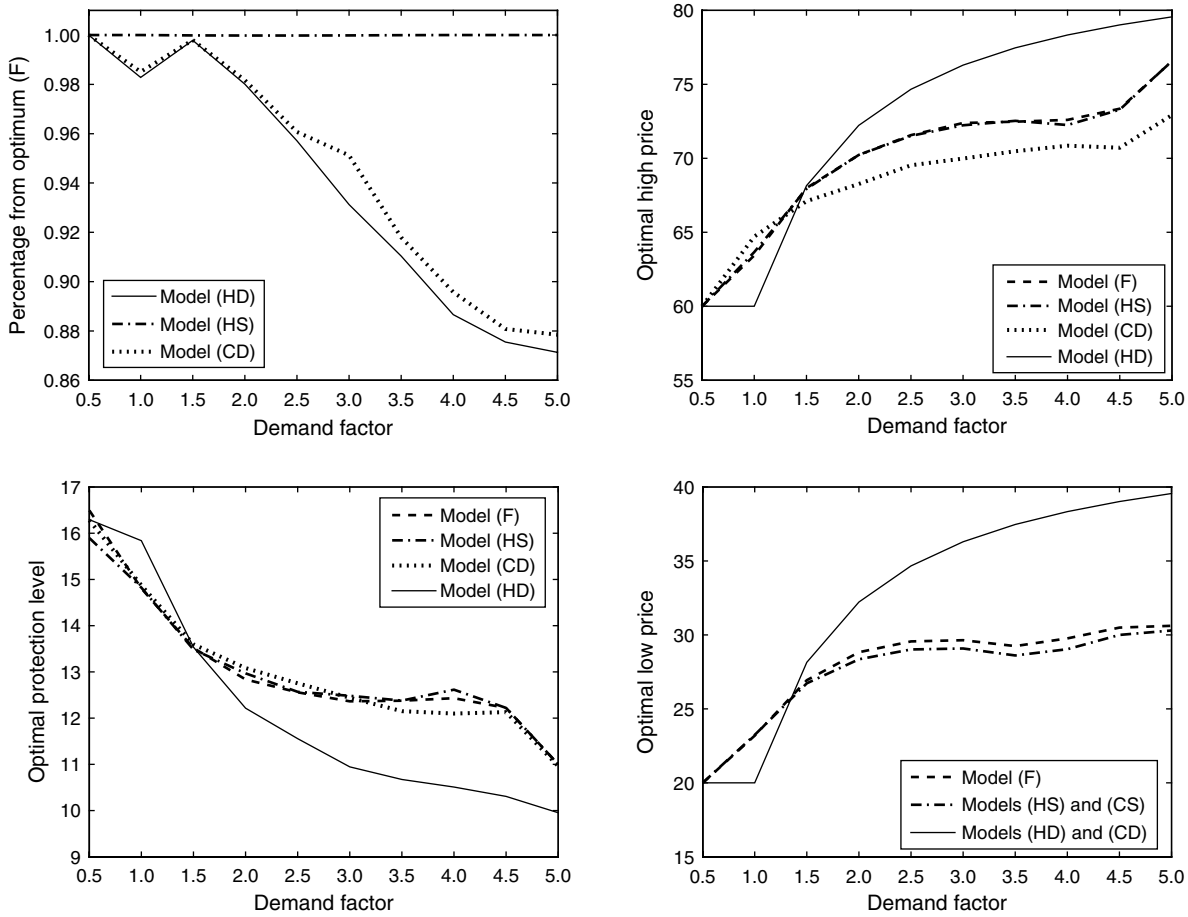 Percentage from optimum (F)
1.00
0.98
0.96
0.94
0.92
0.90
0.88
0.86
Model (HD)
Model (HS)
Model (CD)
0.5 1.0 1.5 2.0 2.5 3.0 3.5 4.0 4.5 5.0
Demand factor
Optimal high price
80
75
70
65
60
55
Model (F)
Model (HS)
Model (CD)
Model (HD)
0.5 1.0 1.5 2.0 2.5 3.0 3.5 4.0 4.5 5.0
Demand factor
Optimal protection level
17
16
15
14
13
12
11
10
9
Model (F)
Model (HS)
Model (CD)
Model (HD)
0.5 1.0 1.5 2.0 2.5 3.0 3.5 4.0 4.5 5.0
Demand factor
Optimal low price
40
35
30
25
20
15
Model (F)
Models (HS) and (CS)
Models (HD) and (CD)
0.5 1.0 1.5 2.0 2.5 3.0 3.5 4.0 4.5 5.0
Demand factor